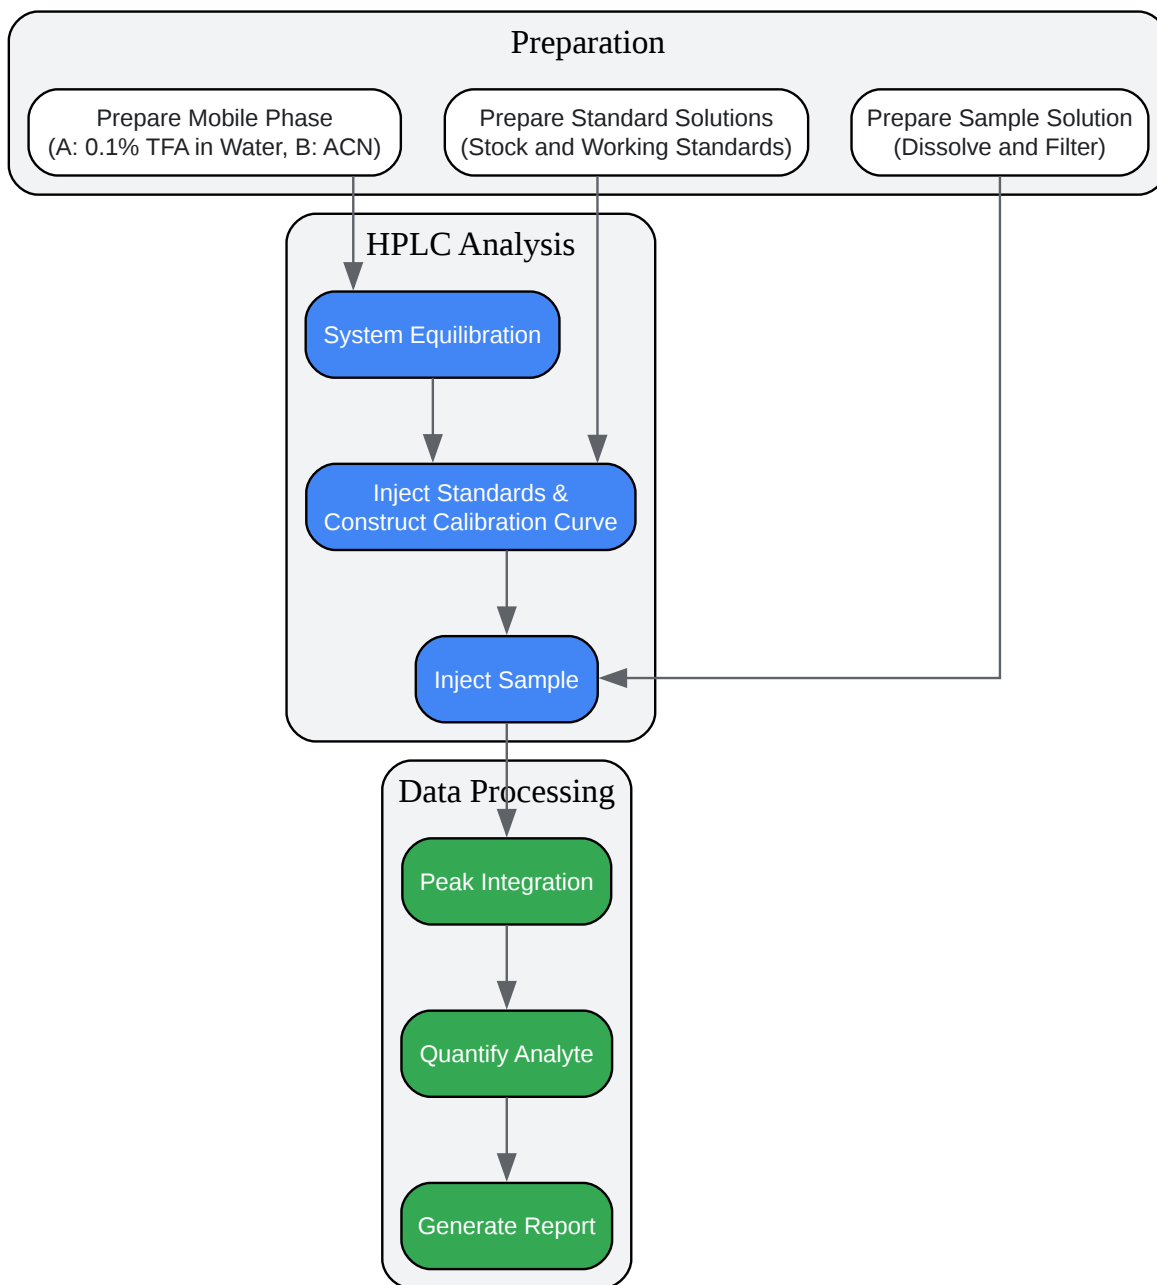 Preparation
Prepare Mobile Phase
(A: 0.1% TFA in Water, B: ACN)
Prepare Standard Solutions
(Stock and Working Standards)
Prepare Sample Solution
(Dissolve and Filter)
HPLC Analysis
System Equilibration
Inject Standards &
Construct Calibration Curve
Inject Sample
Data Processing
Peak Integration
Quantify Analyte
Generate Report